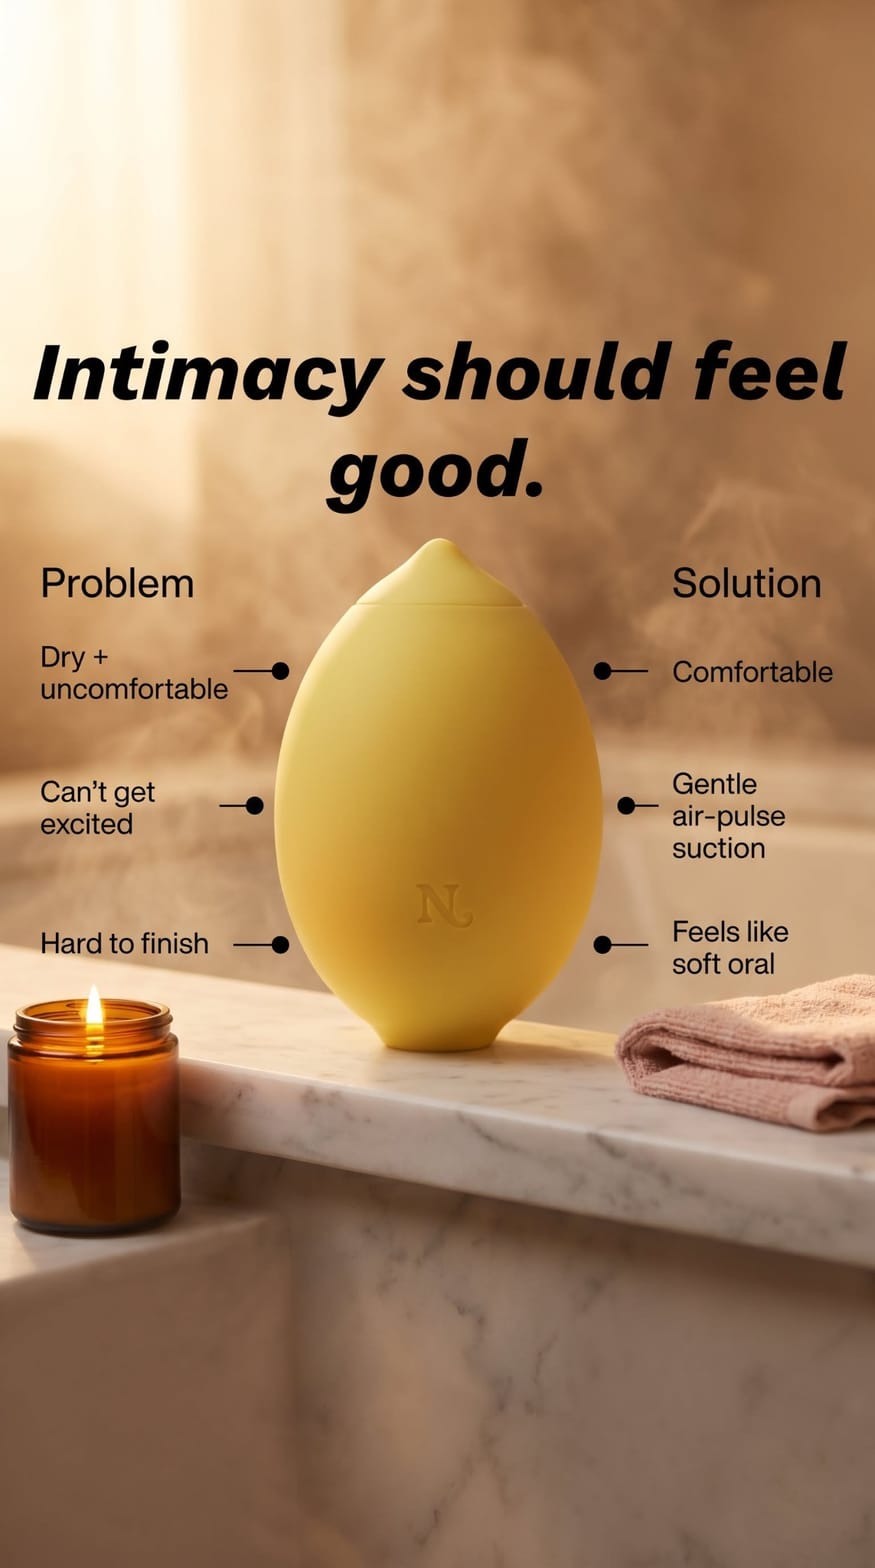 Intimacy should feel
good.
Problem
Dry +
uncomfortable
Can't get
excited
Hard to finish
Solution
Comfortable
Gentle
air-pulse
suction
Feels like
soft oral
N